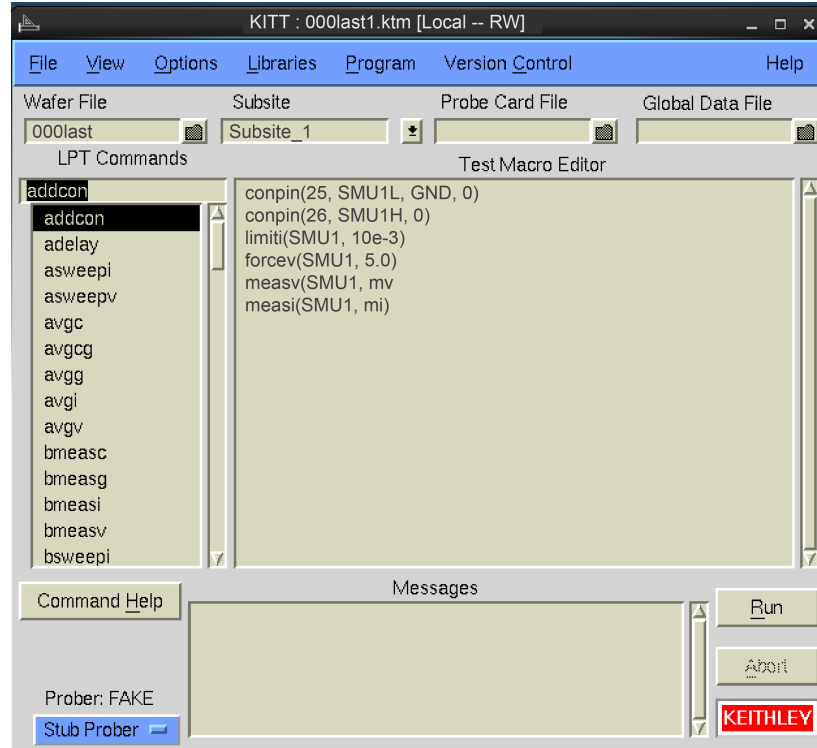 KITT : 000last1.ktm [Local -- RW]
File View Options Libraries Program Version Control Help
Wafer File Subsite Probe Card File Global Data File
000last Subsite_1
LPT Commands
Test Macro Editor
addcon
addcon
adelay
asweepi
asweepv
avgc
avgcg
avgg
avgi
avgv
bmeasc
bmeasg
bmeasi
bmeasv
bsweepi
conpin(25, SMU1L, GND, 0)
conpin(26, SMU1H, 0)
limiti(SMU1, 10e-3)
forcev(SMU1, 5.0)
measv(SMU1, mv
measi(SMU1, mi)
Command Help
Messages
Run
Abort
Prober: FAKE
Stub Prober
KEITHLEY